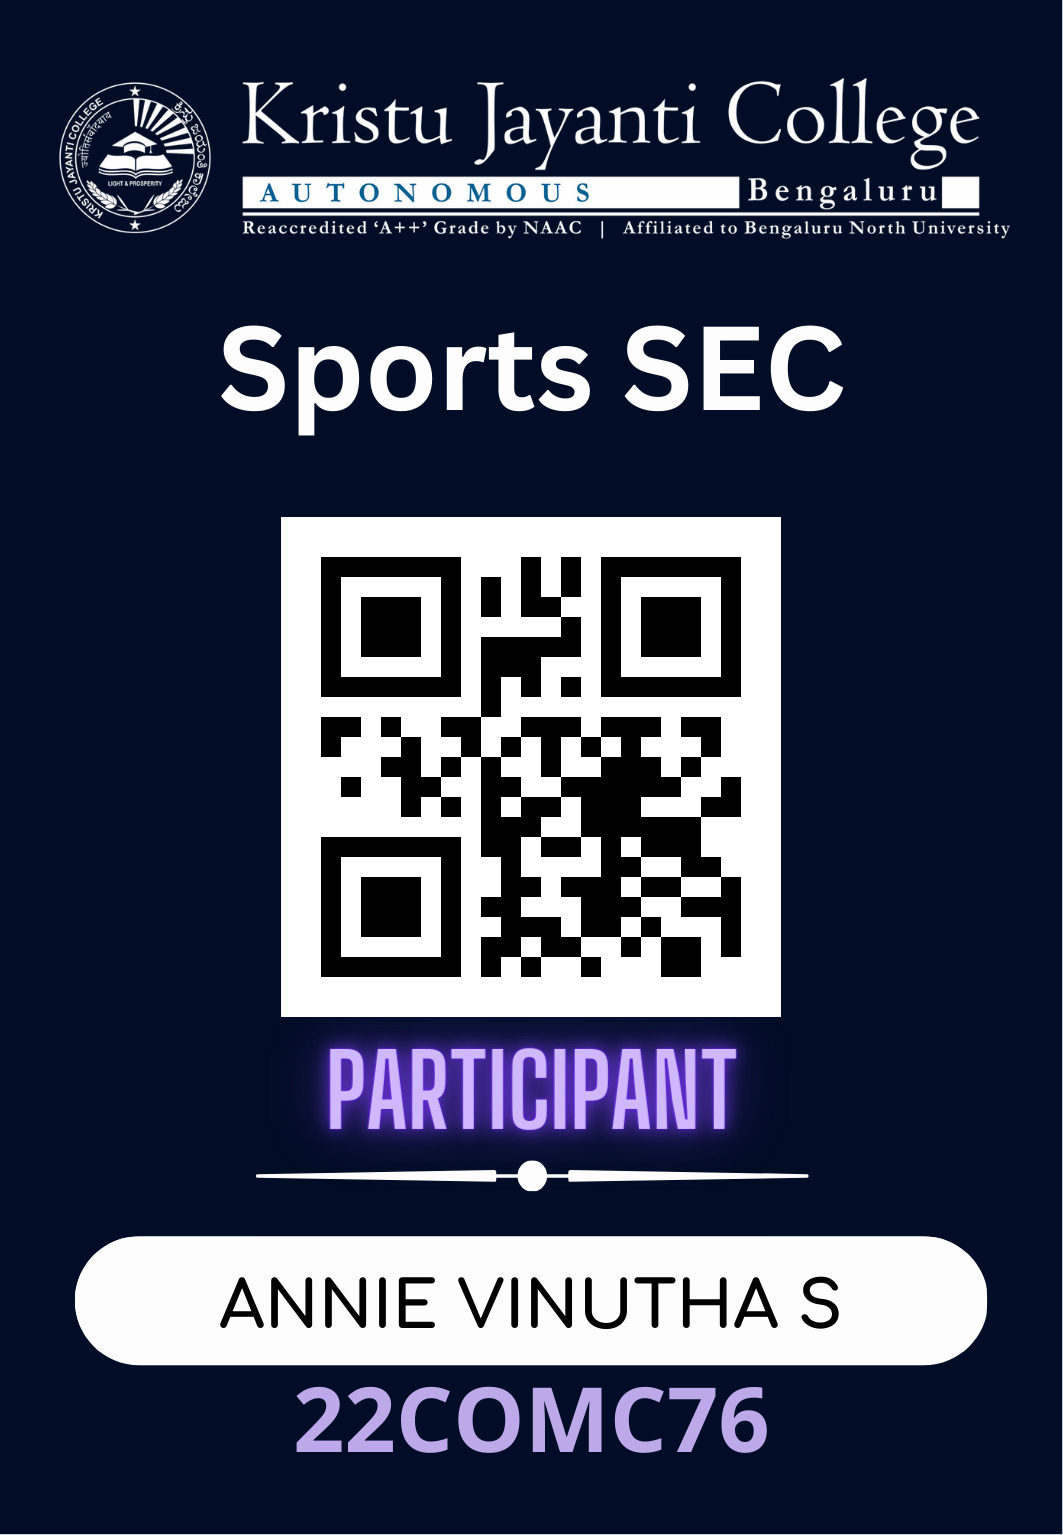 KRISTU JAYANTI COLLEGE
ಕ್ರಿಸ್ತು ಜಯಂತಿ ಕಾಲೇಜು
LIGHT & PROSPERITY
Kristu Jayanti College
AUTONOMOUS Bengaluru
Reaccredited ‘A++’ Grade by NAAC | Affiliated to Bengaluru North University
Sports SEC
PARTICIPANT
ANNIE VINUTHA S
22COMC76